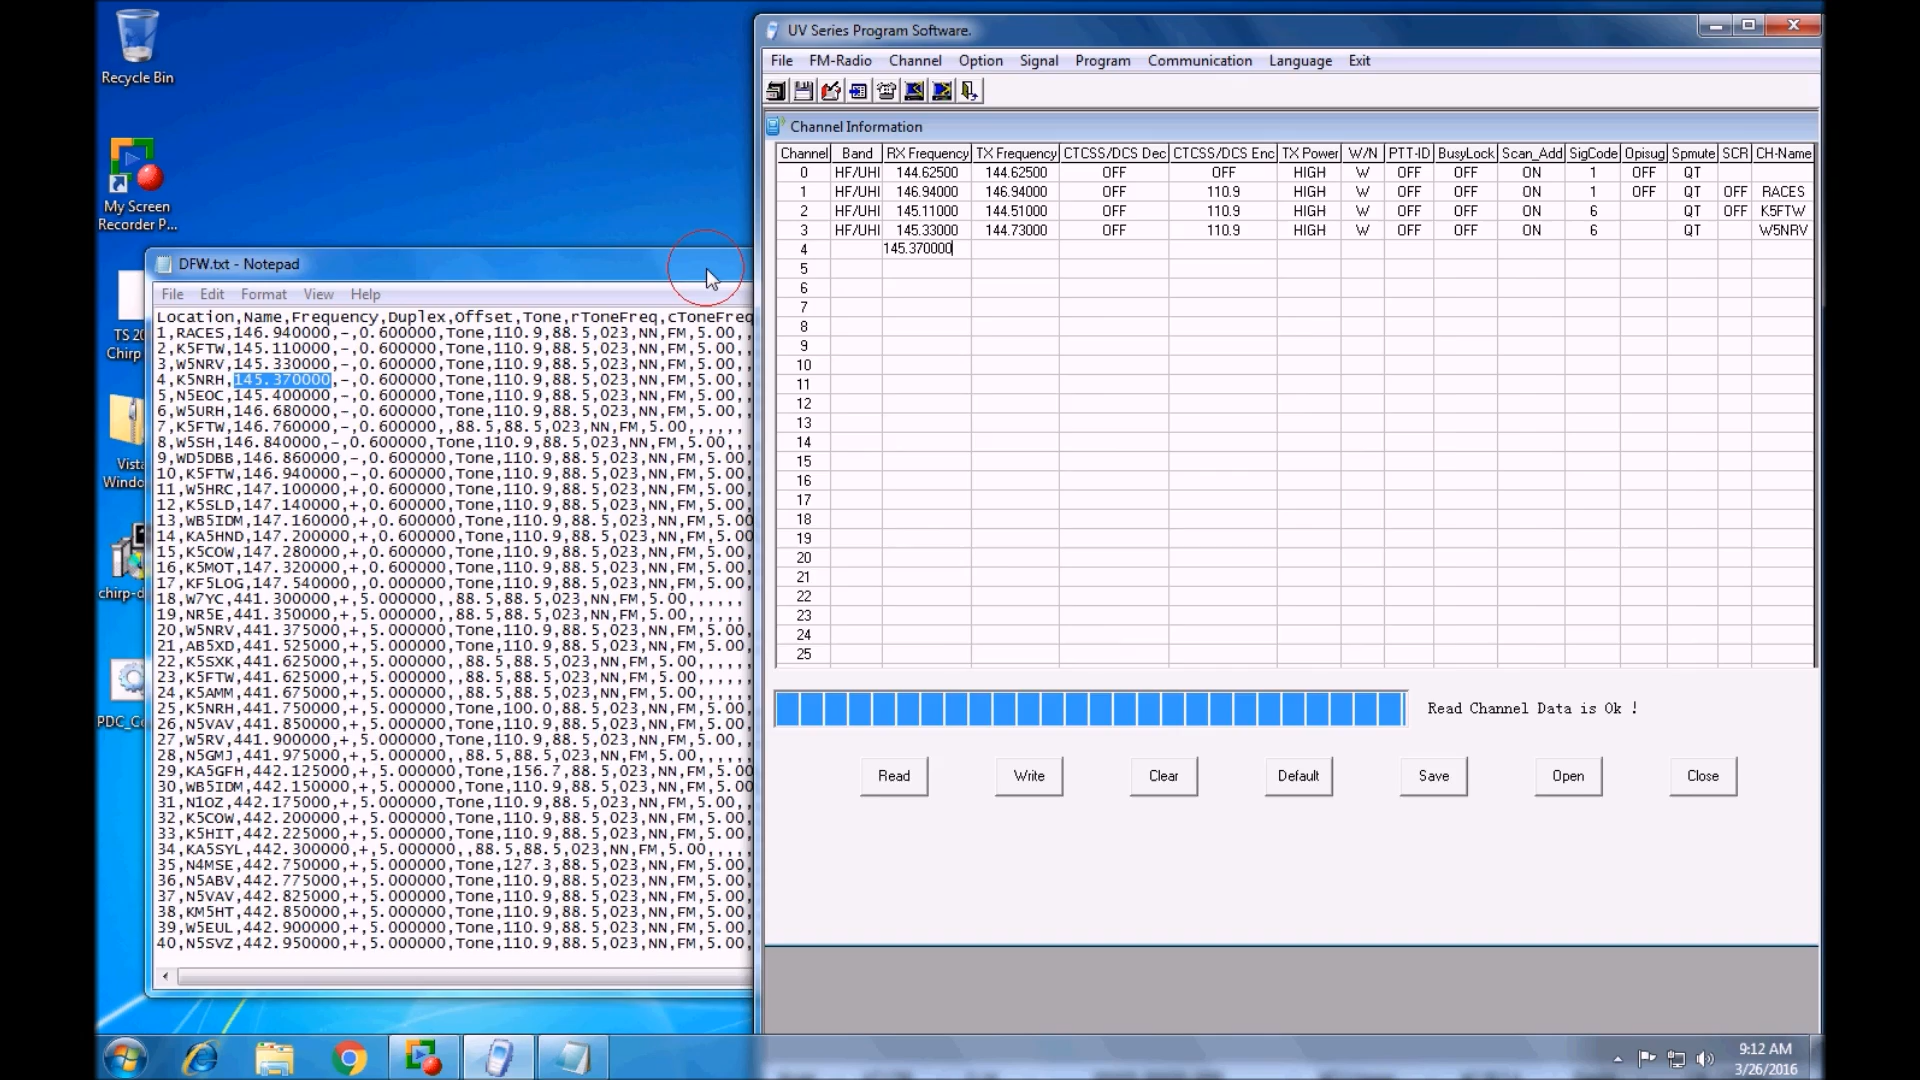 Recycle Bin
My Screen
Recorder P...
TS 20
Chirp
Vista
Windo
chirp-d
PDC_Co
DFW.txt - Notepad
File Edit Format View Help
Location,Name,Frequency,Duplex,Offset,Tone,rToneFreq,cToneFreq
1,RACES,146.940000,-,0.600000,Tone,110.9,88.5,023,NN,FM,5.00,,
2,K5FTW,145.110000,-,0.600000,Tone,110.9,88.5,023,NN,FM,5.00,,
3,W5NRV,145.330000,-,0.600000,Tone,110.9,88.5,023,NN,FM,5.00,,
4,K5NRH,145.370000,-,0.600000,Tone,110.9,88.5,023,NN,FM,5.00,,
5,N5EOC,145.400000,-,0.600000,Tone,110.9,88.5,023,NN,FM,5.00,,
6,W5URH,146.680000,-,0.600000,Tone,110.9,88.5,023,NN,FM,5.00,,
7,K5FTW,146.760000,-,0.600000,,88.5,88.5,023,NN,FM,5.00,,,,,,
8,W5SH,146.840000,-,0.600000,Tone,110.9,88.5,023,NN,FM,5.00,,,
9,WD5DBB,146.860000,-,0.600000,Tone,110.9,88.5,023,NN,FM,5.00,
10,K5FTW,146.940000,-,0.600000,Tone,110.9,88.5,023,NN,FM,5.00,
11,W5HRC,147.100000,+,0.600000,Tone,110.9,88.5,023,NN,FM,5.00,
12,K5SLD,147.140000,+,0.600000,Tone,110.9,88.5,023,NN,FM,5.00,
13,WB5IDM,147.160000,+,0.600000,Tone,110.9,88.5,023,NN,FM,5.00
14,KA5HND,147.200000,+,0.600000,Tone,110.9,88.5,023,NN,FM,5.00
15,K5COW,147.280000,+,0.600000,Tone,110.9,88.5,023,NN,FM,5.00,
16,K5MOT,147.320000,+,0.600000,Tone,110.9,88.5,023,NN,FM,5.00,
17,KF5LOG,147.540000,,0.000000,Tone,110.9,88.5,023,NN,FM,5.00,
18,W7YC,441.300000,+,5.000000,,88.5,88.5,023,NN,FM,5.00,,,,,,
19,NR5E,441.350000,+,5.000000,,88.5,88.5,023,NN,FM,5.00,,,,,,
20,W5NRV,441.375000,+,5.000000,Tone,110.9,88.5,023,NN,FM,5.00,
21,AB5XD,441.525000,+,5.000000,Tone,110.9,88.5,023,NN,FM,5.00,
22,K5SXK,441.625000,+,5.000000,,88.5,88.5,023,NN,FM,5.00,,,,,,
23,K5FTW,441.625000,+,5.000000,,88.5,88.5,023,NN,FM,5.00,,,,,,
24,K5AMM,441.675000,+,5.000000,,88.5,88.5,023,NN,FM,5.00,,,,,,
25,K5NRH,441.750000,+,5.000000,Tone,100.0,88.5,023,NN,FM,5.00,
26,N5VAV,441.850000,+,5.000000,Tone,110.9,88.5,023,NN,FM,5.00,
27,W5RV,441.900000,+,5.000000,Tone,110.9,88.5,023,NN,FM,5.00,,
28,N5GMJ,441.975000,+,5.000000,,88.5,88.5,023,NN,FM,5.00,,,,,,
29,KA5GFH,442.125000,+,5.000000,Tone,156.7,88.5,023,NN,FM,5.00
30,WB5IDM,442.150000,+,5.000000,Tone,110.9,88.5,023,NN,FM,5.00
31,N1OZ,442.175000,+,5.000000,Tone,110.9,88.5,023,NN,FM,5.00,,
32,K5COW,442.200000,+,5.000000,Tone,110.9,88.5,023,NN,FM,5.00,
33,K5HIT,442.225000,+,5.000000,Tone,110.9,88.5,023,NN,FM,5.00,
34,KA5SYL,442.300000,+,5.000000,,88.5,88.5,023,NN,FM,5.00,,,,,
35,N4MSE,442.750000,+,5.000000,Tone,127.3,88.5,023,NN,FM,5.00,
36,N5ABV,442.775000,+,5.000000,Tone,110.9,88.5,023,NN,FM,5.00,
37,N5VAV,442.825000,+,5.000000,Tone,110.9,88.5,023,NN,FM,5.00,
38,KM5HT,442.850000,+,5.000000,Tone,110.9,88.5,023,NN,FM,5.00,
39,W5EUL,442.900000,+,5.000000,Tone,110.9,88.5,023,NN,FM,5.00,
40,N5SVZ,442.950000,+,5.000000,Tone,110.9,88.5,023,NN,FM,5.00,
UV Series Program Software.
File FM-Radio Channel Option Signal Program Communication Language Exit
Channel Information
Channel Band RX Frequency TX Frequency CTCSS/DCS Dec CTCSS/DCS Enc TX Power W/N PTT-ID BusyLock Scan_Add SigCode Opisug Spmute SCR CH-Name
0 HF/UHI 144.62500 144.62500 OFF OFF HIGH W OFF OFF ON 1 OFF QT
1 HF/UHI 146.94000 146.94000 OFF 110.9 HIGH W OFF OFF ON 1 OFF QT OFF RACES
2 HF/UHI 145.11000 144.51000 OFF 110.9 HIGH W OFF OFF ON 6 QT OFF K5FTW
3 HF/UHI 145.33000 144.73000 OFF 110.9 HIGH W OFF OFF ON 6 QT W5NRV
4 145.370000
5
6
7
8
9
10
11
12
13
14
15
16
17
18
19
20
21
22
23
24
25
Read Channel Data is Ok !
Read Write Clear Default Save Open Close
9:12 AM
3/26/2016